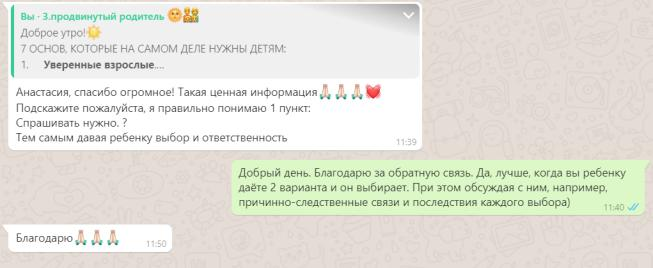 Вы · 3.продвинутый родитель
Доброе утро!
7 ОСНОВ, КОТОРЫЕ НА САМОМ ДЕЛЕ НУЖНЫ ДЕТЯМ:
1. Уверенные взрослые....
Анастасия, спасибо огромное! Такая ценная информация🙏🏻🙏🏻🙏🏻💓
Подскажите пожалуйста, я правильно понимаю 1 пункт:
Спрашивать нужно. ?
Тем самым давая ребенку выбор и ответственность
11:39
Добрый день. Благодарю за обратную связь. Да, лучше, когда вы ребенку
даёте 2 варианта и он выбирает. При этом обсуждая с ним, например,
причинно-следственные связи и последствия каждого выбора)
11:40
Благодарю🙏🏻🙏🏻🙏🏻
11:50